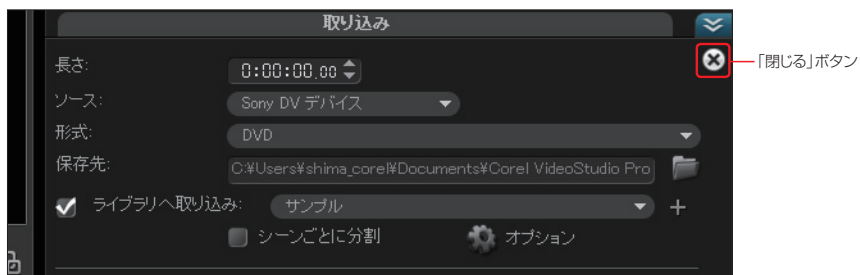 取り込み
長さ: 0:00:00.00
「閉じる」ボタン
ソース: Sony DV デバイス
形式: DVD
保存先: C:¥Users¥shima_corel¥Documents¥Corel VideoStudio Pro
ライブラリへ取り込み: サンプル
シーンごとに分割 オプション